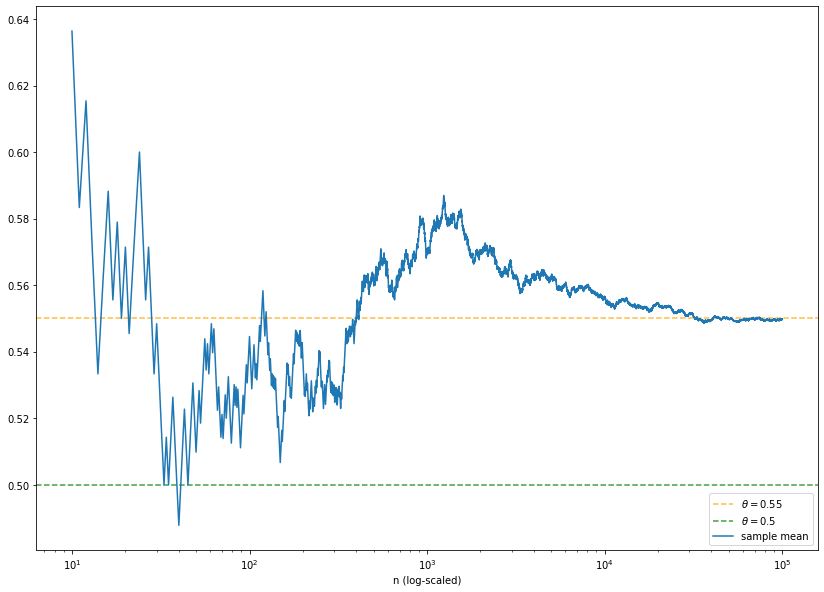 0.64
0.62
0.60
0.58
0.56
0.54
0.52
0.50
θ = 0.55
θ = 0.5
sample mean
10¹ 10² 10³ 10⁴ 10⁵
n (log-scaled)